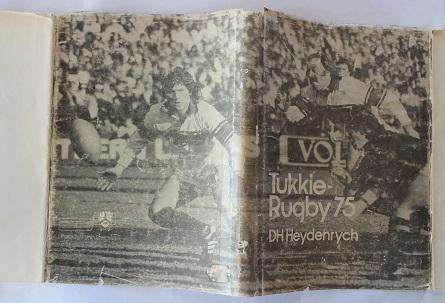 VOL
Tukkie-
Rugby 75
DH Heydenrych